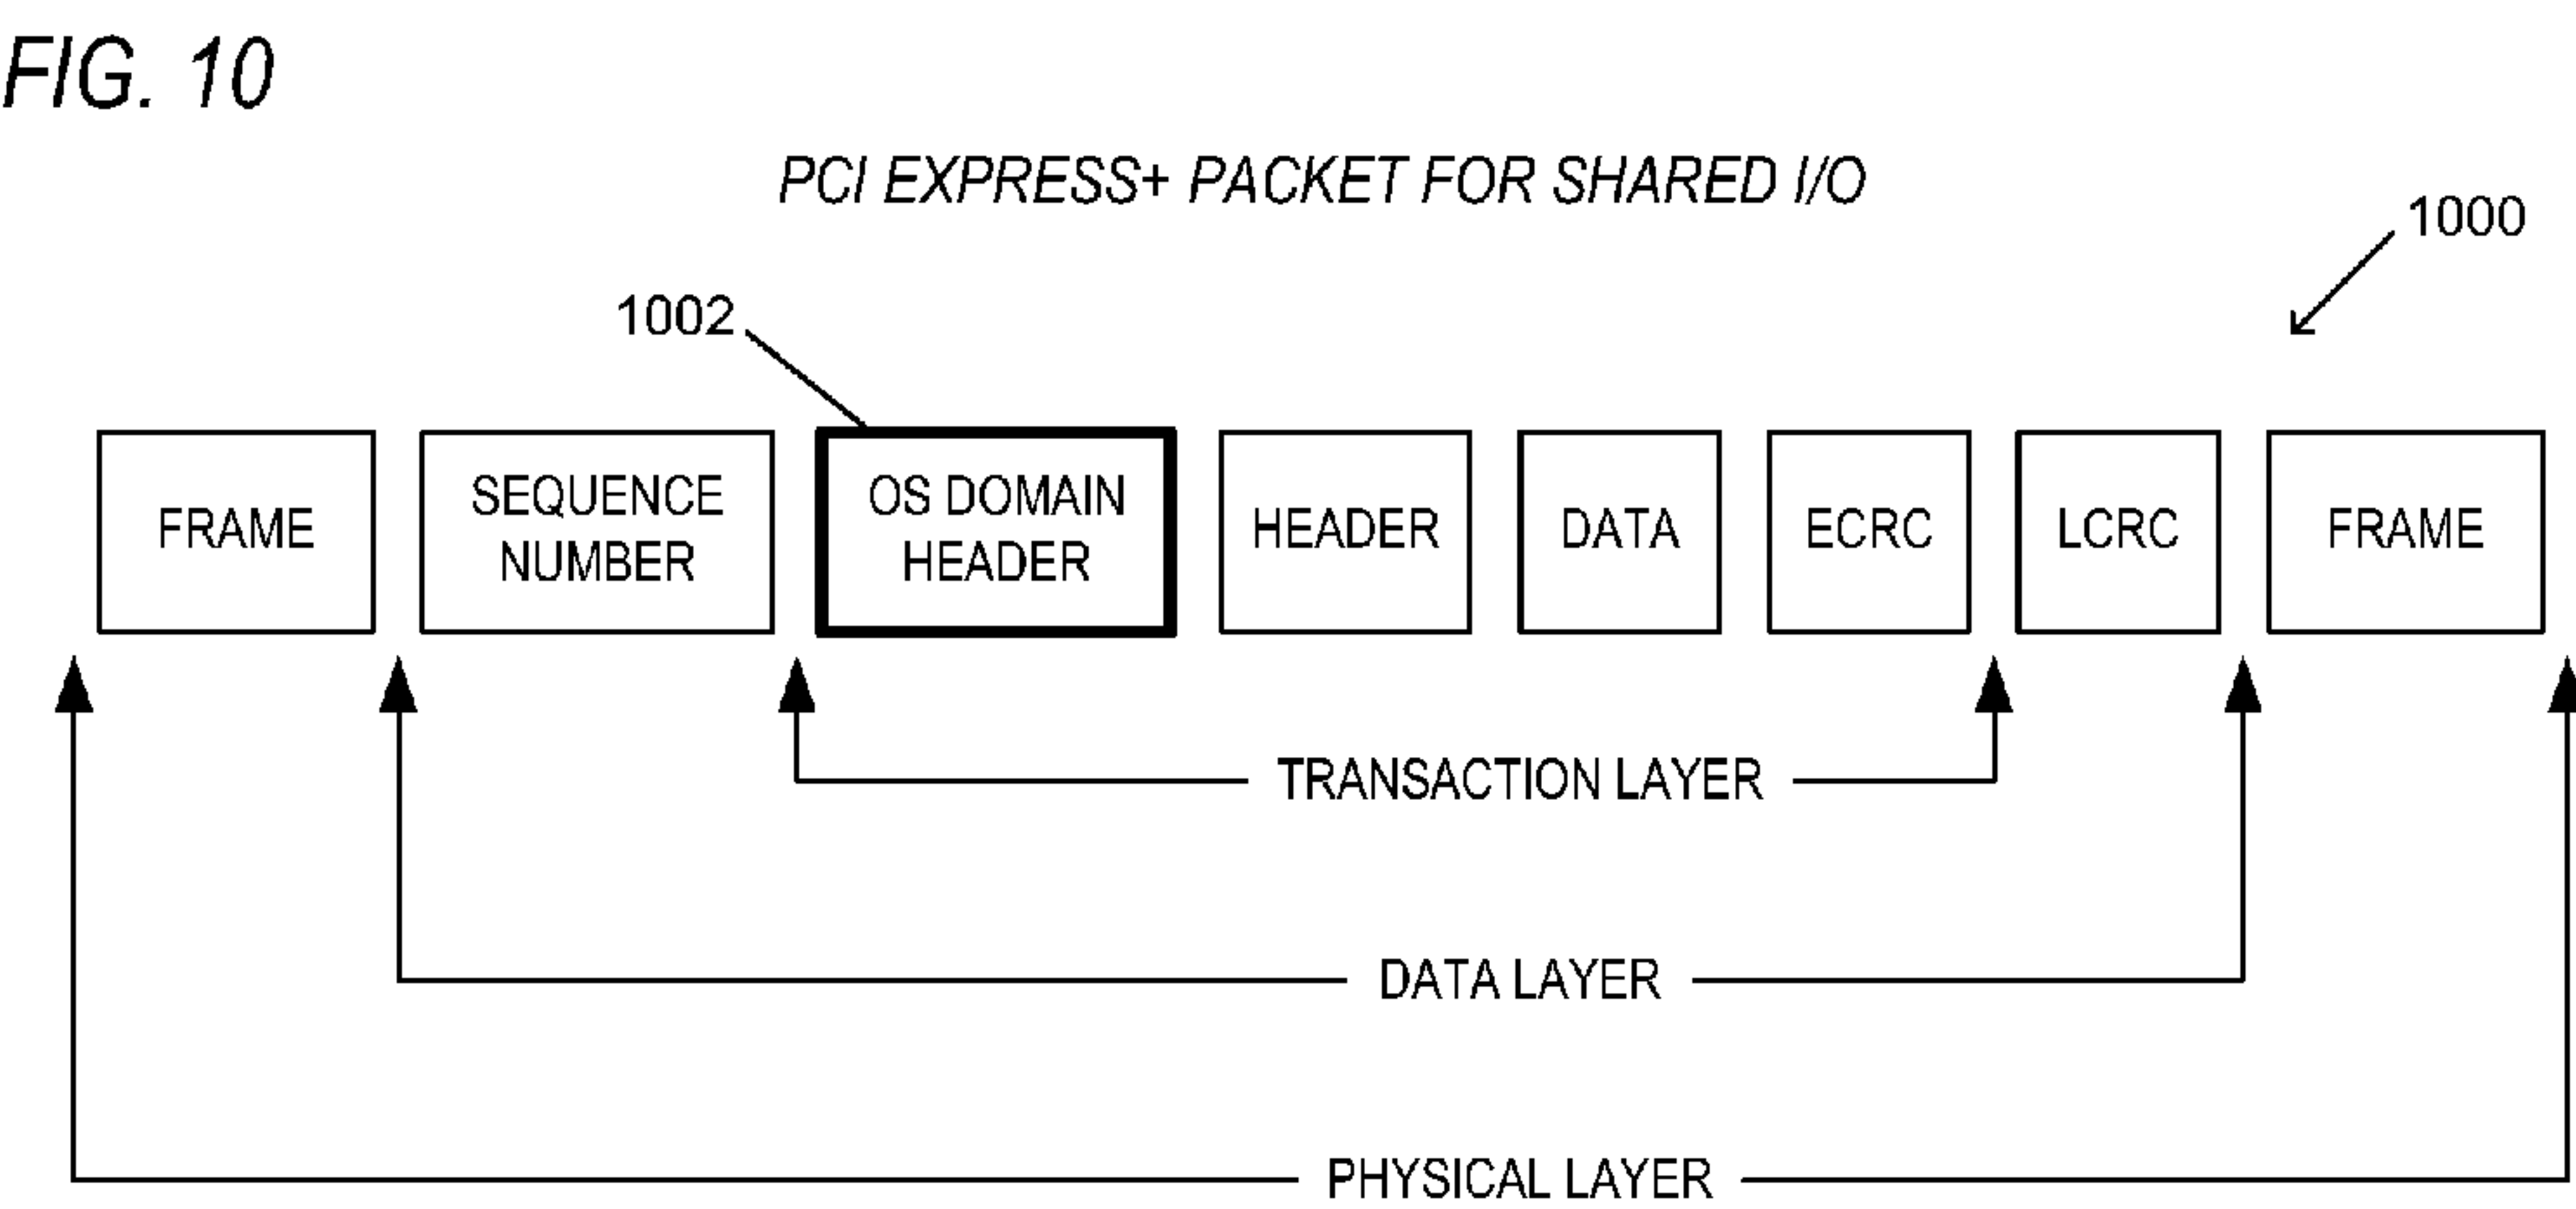 FIG. 10
PCI EXPRESS+ PACKET FOR SHARED I/O
1000
1002
FRAME
SEQUENCE
NUMBER
OS DOMAIN
HEADER
HEADER
DATA
ECRC
LCRC
FRAME
TRANSACTION LAYER
DATA LAYER
PHYSICAL LAYER